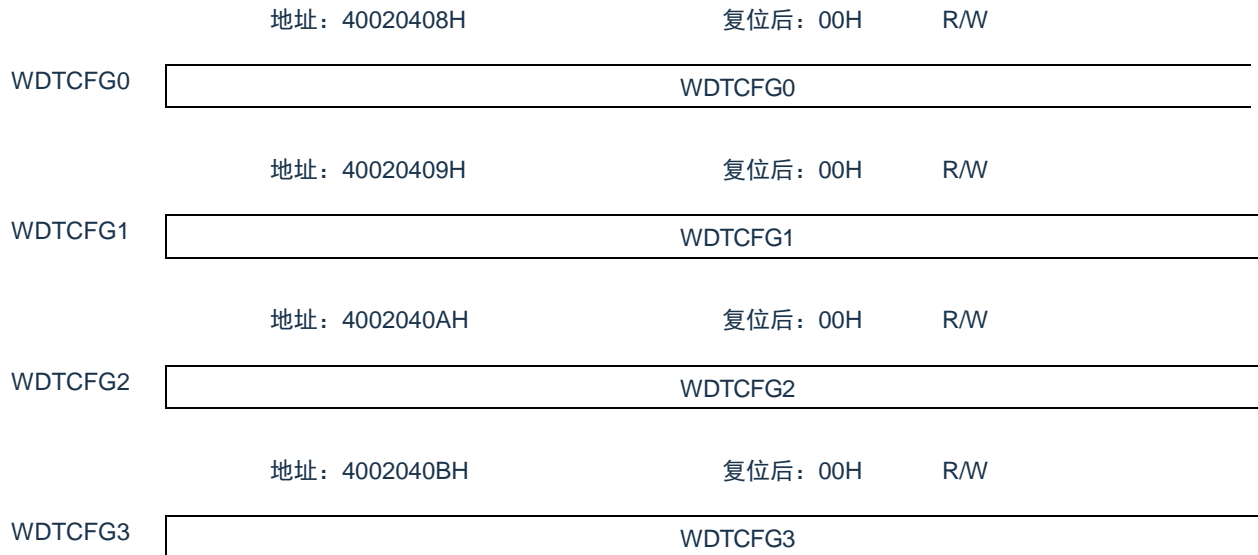 地址：40020408H 复位后：00H R/W
WDTCFG0 WDTCFG0
地址：40020409H 复位后：00H R/W
WDTCFG1 WDTCFG1
地址：4002040AH 复位后：00H R/W
WDTCFG2 WDTCFG2
地址：4002040BH 复位后：00H R/W
WDTCFG3 WDTCFG3